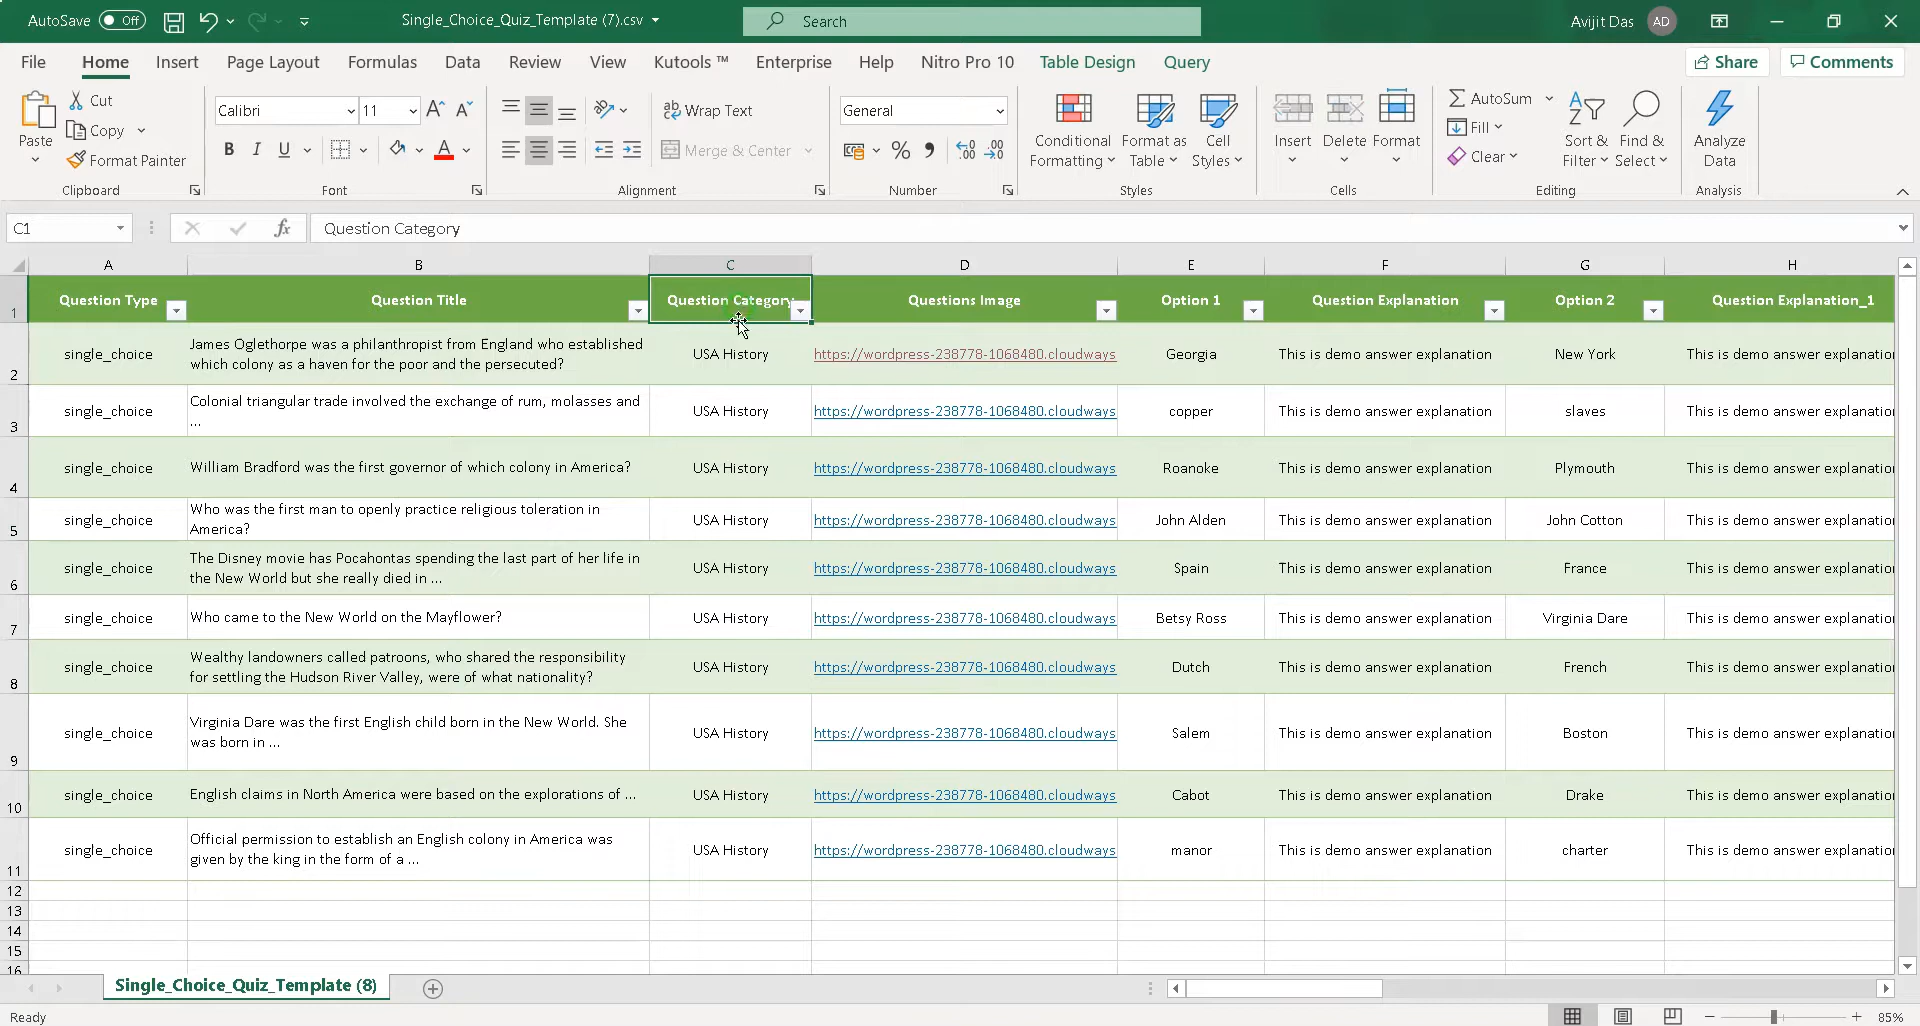 AutoSave Off Single_Choice_Quiz_Template (7).csv Search Avijit Das AD
File Home Insert Page Layout Formulas Data Review View Kutools ™ Enterprise Help Nitro Pro 10 Table Design Query Share Comments
Paste
Cut
Copy
Format Painter
Clipboard
Calibri 11
B I U A
Font
ab Wrap Text
Merge & Center
Alignment
General
%
Number
Conditional Formatting
Format as Table
Cell Styles
Styles
Insert Delete Format
Cells
AutoSum
Fill
Clear
Sort & Filter
Find & Select
Editing
Analyze Data
Analysis
C1 fx Question Category
A B C D E F G H
1 Question Type Question Title Question Category Questions Image Option 1 Question Explanation Option 2 Question Explanation_1
2 single_choice James Oglethorpe was a philanthropist from England who established which colony as a haven for the poor and the persecuted? USA History https://wordpress-238778-1068480.cloudways Georgia This is demo answer explanation New York This is demo answer explanatio
3 single_choice Colonial triangular trade involved the exchange of rum, molasses and ... USA History https://wordpress-238778-1068480.cloudways copper This is demo answer explanation slaves This is demo answer explanatio
4 single_choice William Bradford was the first governor of which colony in America? USA History https://wordpress-238778-1068480.cloudways Roanoke This is demo answer explanation Plymouth This is demo answer explanatio
5 single_choice Who was the first man to openly practice religious toleration in America? USA History https://wordpress-238778-1068480.cloudways John Alden This is demo answer explanation John Cotton This is demo answer explanatio
6 single_choice The Disney movie has Pocahontas spending the last part of her life in the New World but she really died in ... USA History https://wordpress-238778-1068480.cloudways Spain This is demo answer explanation France This is demo answer explanatio
7 single_choice Who came to the New World on the Mayflower? USA History https://wordpress-238778-1068480.cloudways Betsy Ross This is demo answer explanation Virginia Dare This is demo answer explanatio
8 single_choice Wealthy landowners called patroons, who shared the responsibility for settling the Hudson River Valley, were of what nationality? USA History https://wordpress-238778-1068480.cloudways Dutch This is demo answer explanation French This is demo answer explanatio
9 single_choice Virginia Dare was the first English child born in the New World. She was born in ... USA History https://wordpress-238778-1068480.cloudways Salem This is demo answer explanation Boston This is demo answer explanatio
10 single_choice English claims in North America were based on the explorations of ... USA History https://wordpress-238778-1068480.cloudways Cabot This is demo answer explanation Drake This is demo answer explanatio
11 single_choice Official permission to establish an English colony in America was given by the king in the form of a ... USA History https://wordpress-238778-1068480.cloudways manor This is demo answer explanation charter This is demo answer explanatio
12
13
14
15
16
Single_Choice_Quiz_Template (8)
Ready 85%